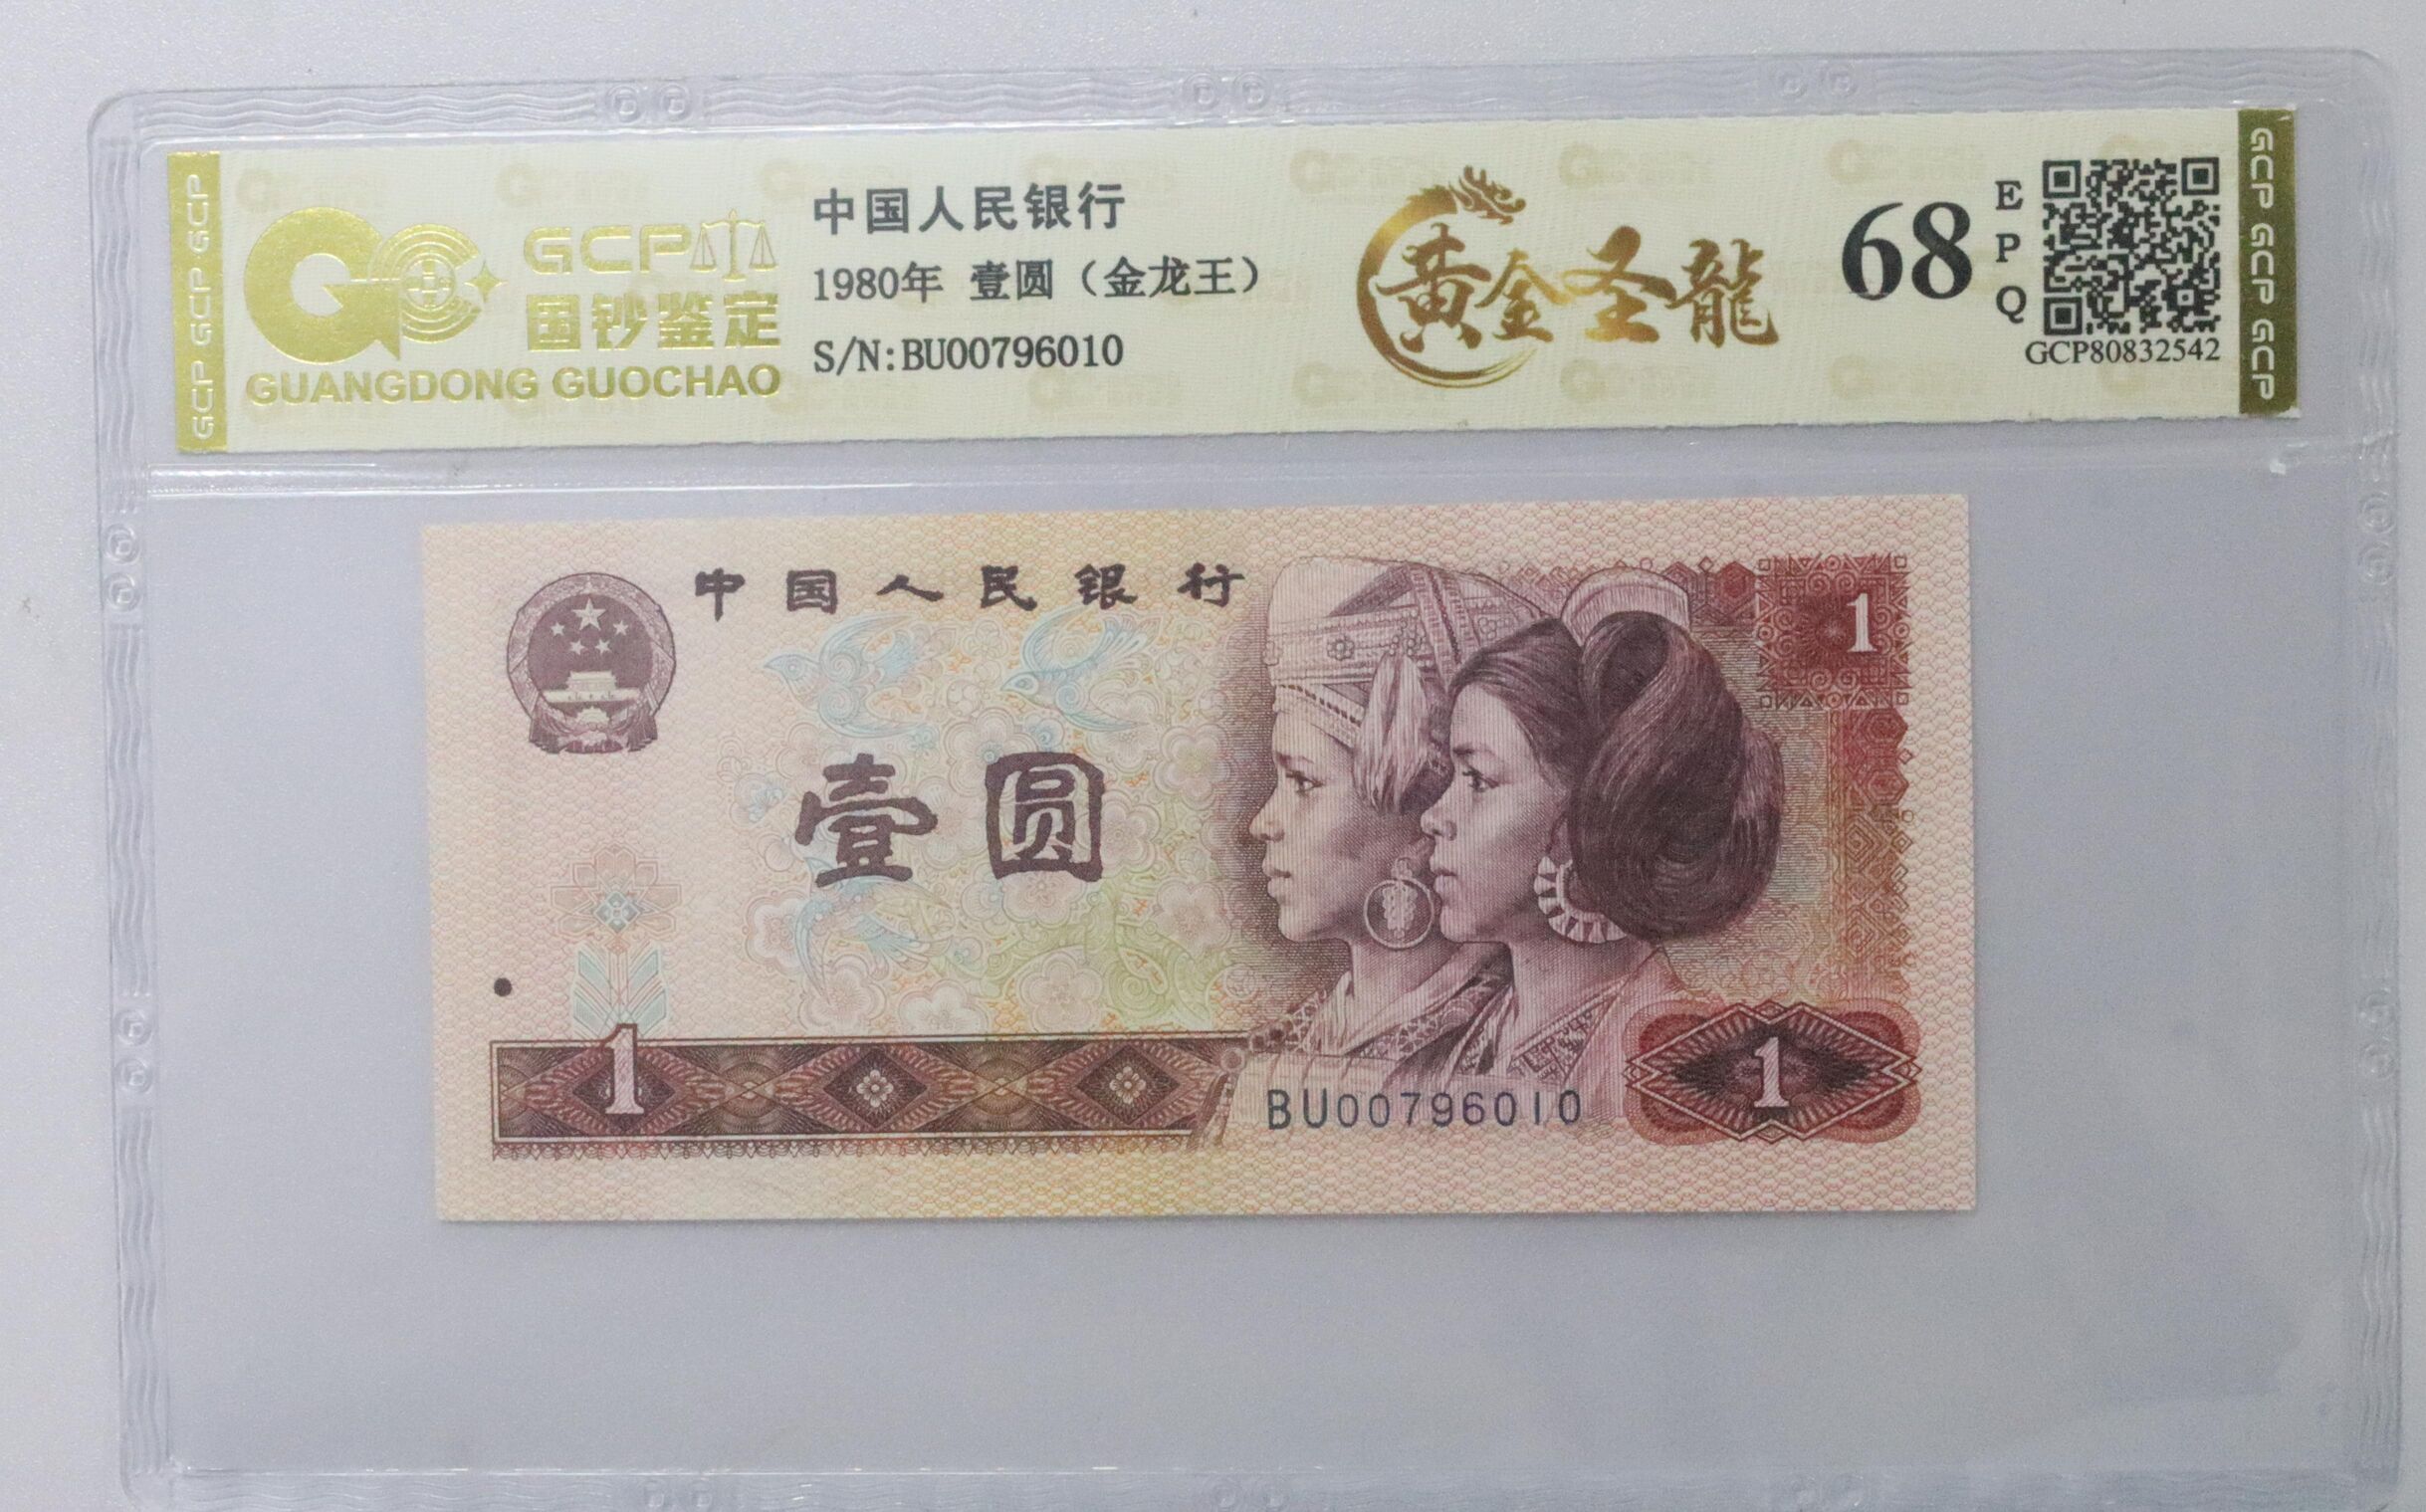 GCP GCP GCP
GCP
国钞鉴定
GUANGDONG GUOCHAO
中国人民银行
1980年 壹圆（金龙王）
S/N:BU00796010
黄金圣龍
68
E
P
Q
GCP80832542
GCP GCP GCP
中国人民银行
壹圆
1
1
BU00796010
1